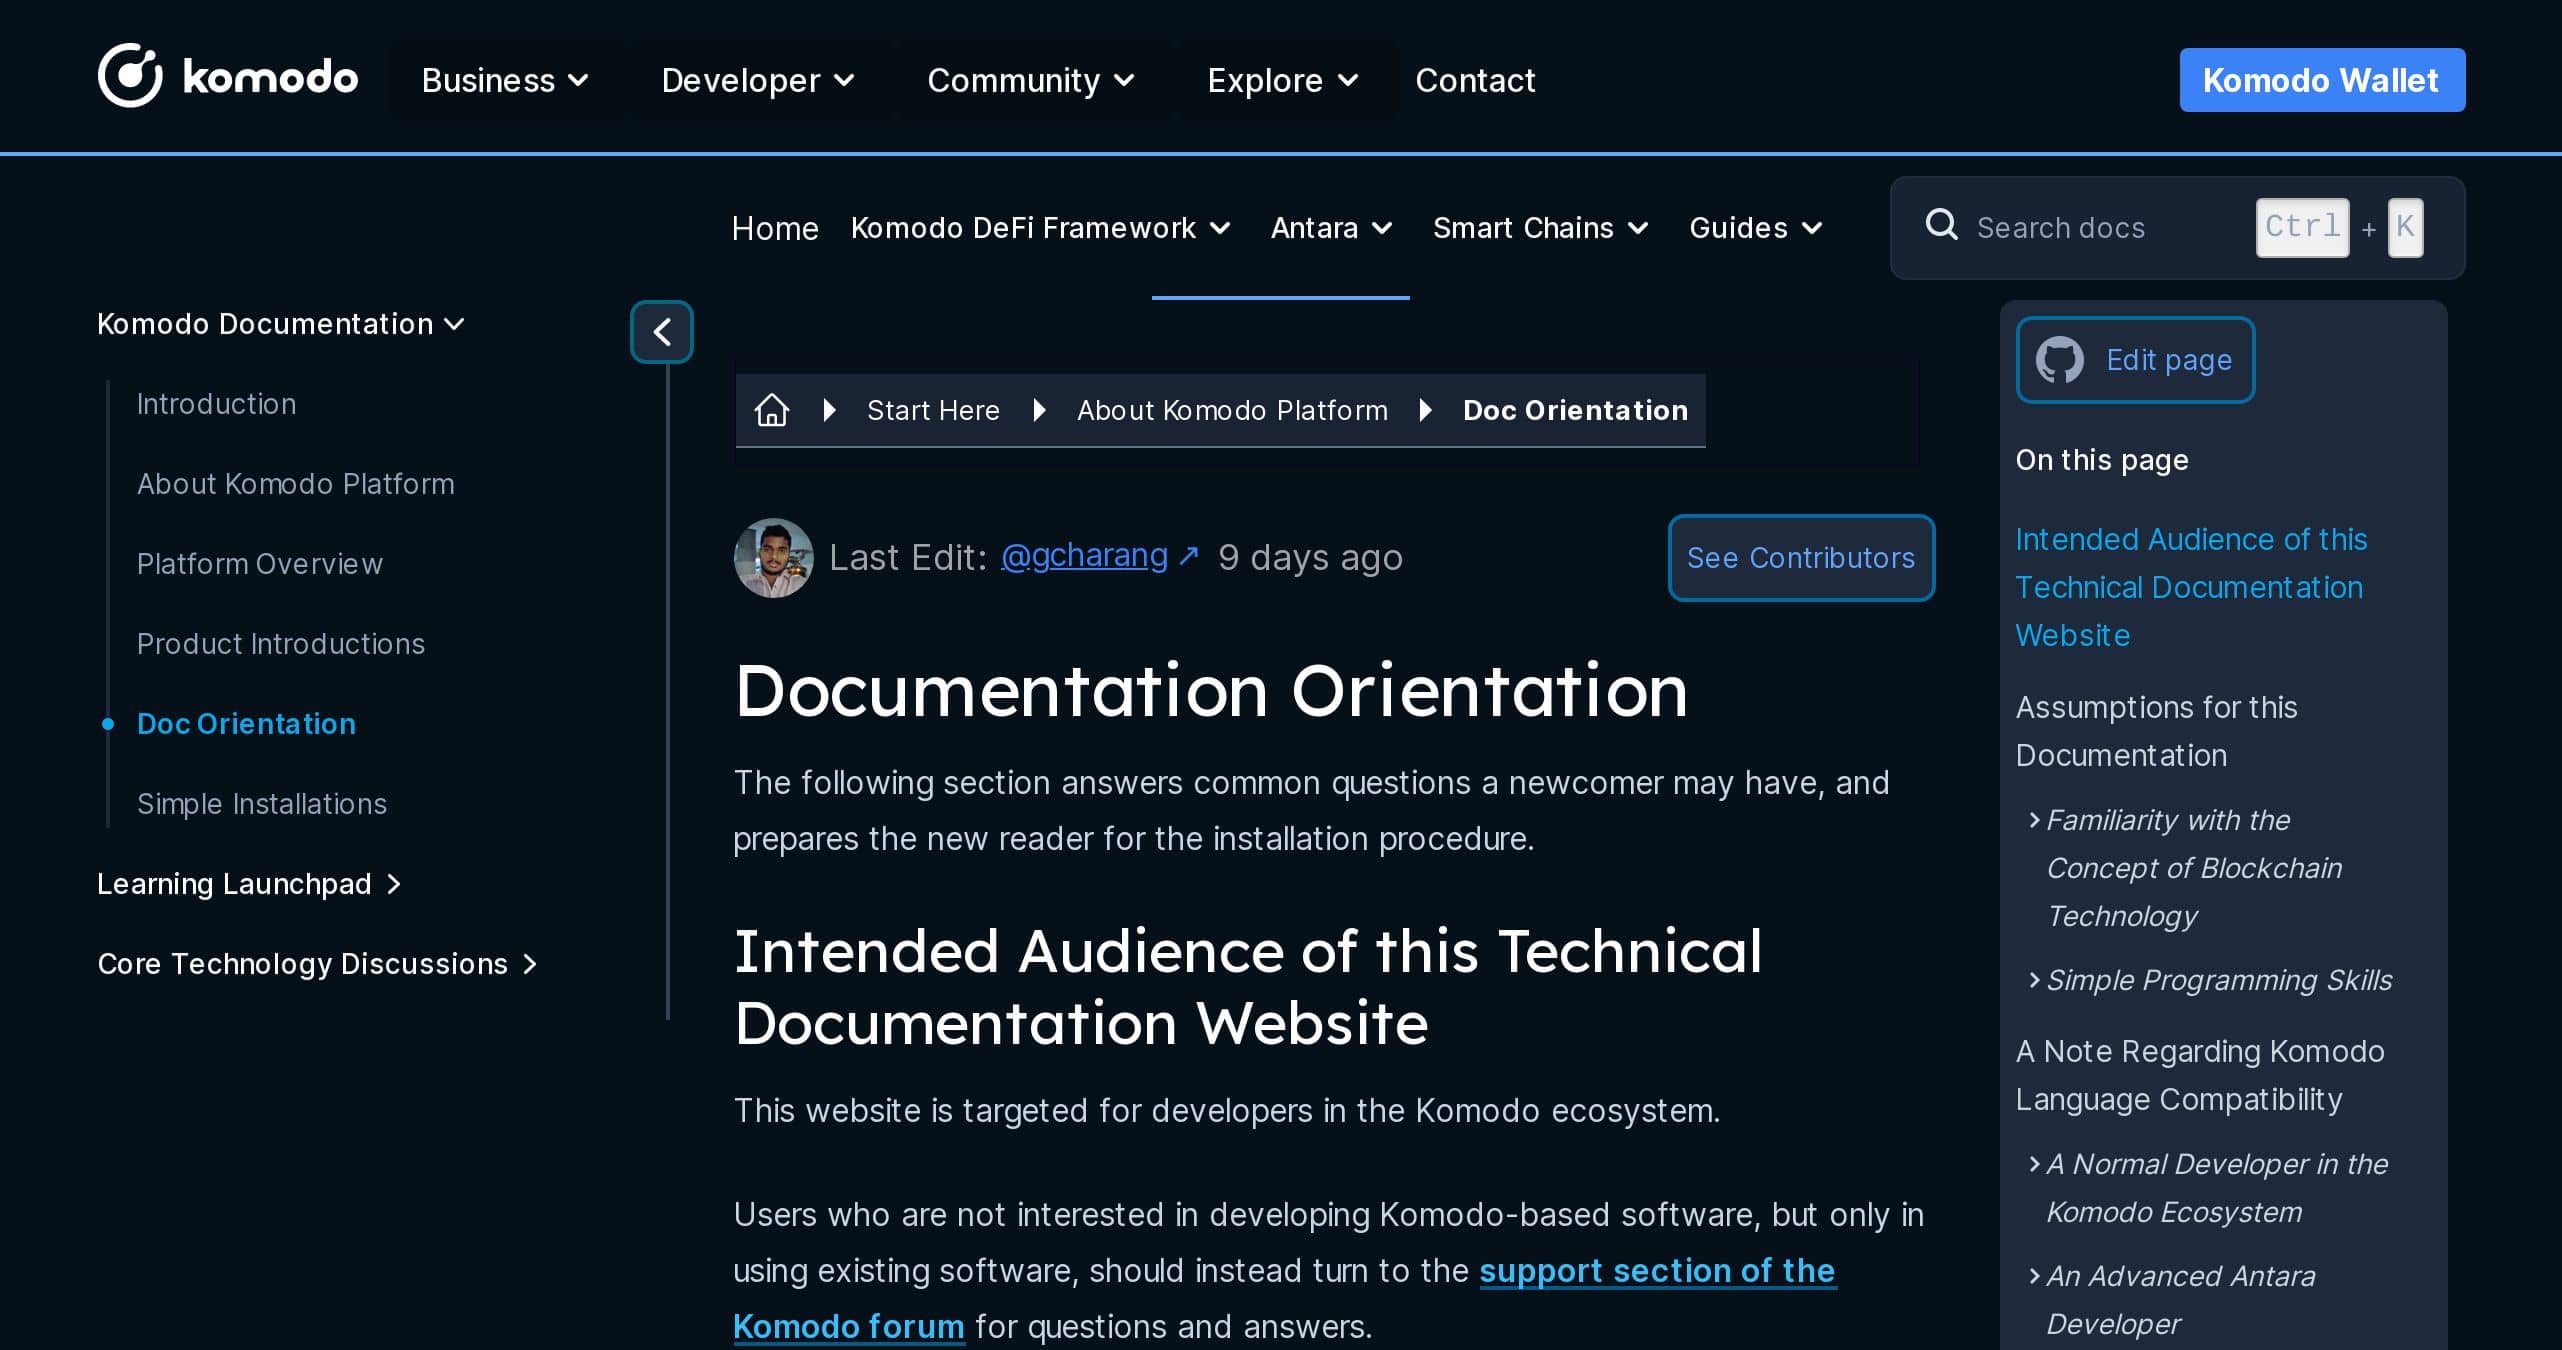 komodo
Business
Developer
Community
Explore
Contact
Komodo Wallet
Home
Komodo DeFi Framework
Antara
Smart Chains
Guides
Search docs
Ctrl + K
Komodo Documentation
Introduction
About Komodo Platform
Platform Overview
Product Introductions
Doc Orientation
Simple Installations
Learning Launchpad
Core Technology Discussions
Start Here
About Komodo Platform
Doc Orientation
Last Edit: @gcharang ↗ 9 days ago
See Contributors
Documentation Orientation
The following section answers common questions a newcomer may have, and
prepares the new reader for the installation procedure.
Intended Audience of this Technical
Documentation Website
This website is targeted for developers in the Komodo ecosystem.
Users who are not interested in developing Komodo-based software, but only in
using existing software, should instead turn to the support section of the
Komodo forum for questions and answers.
Edit page
On this page
Intended Audience of this
Technical Documentation
Website
Assumptions for this
Documentation
Familiarity with the
Concept of Blockchain
Technology
Simple Programming Skills
A Note Regarding Komodo
Language Compatibility
A Normal Developer in the
Komodo Ecosystem
An Advanced Antara
Developer